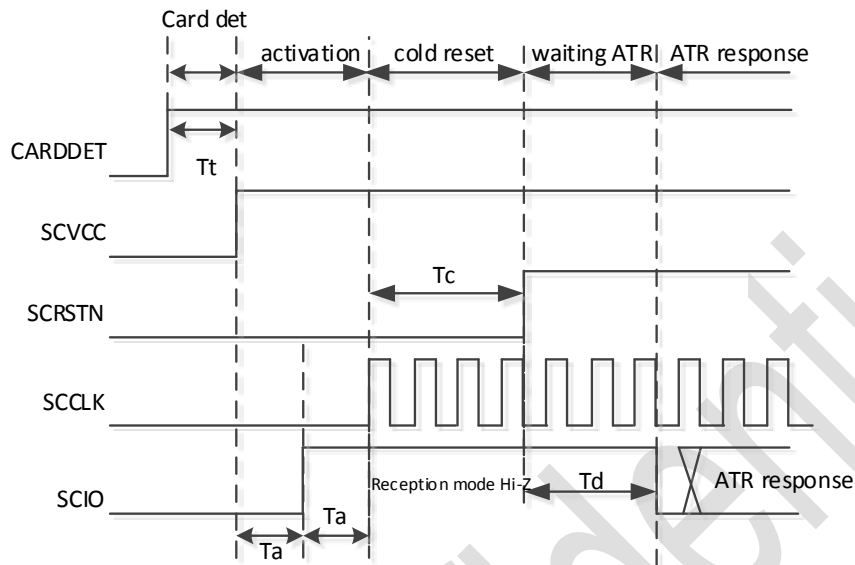 Card det
activation
cold reset
waiting ATR
ATR response
CARDDET
Tt
SCVCC
Tc
SCRSTN
SCCLK
Reception mode Hi-Z
Td
ATR response
SCIO
Ta
Ta